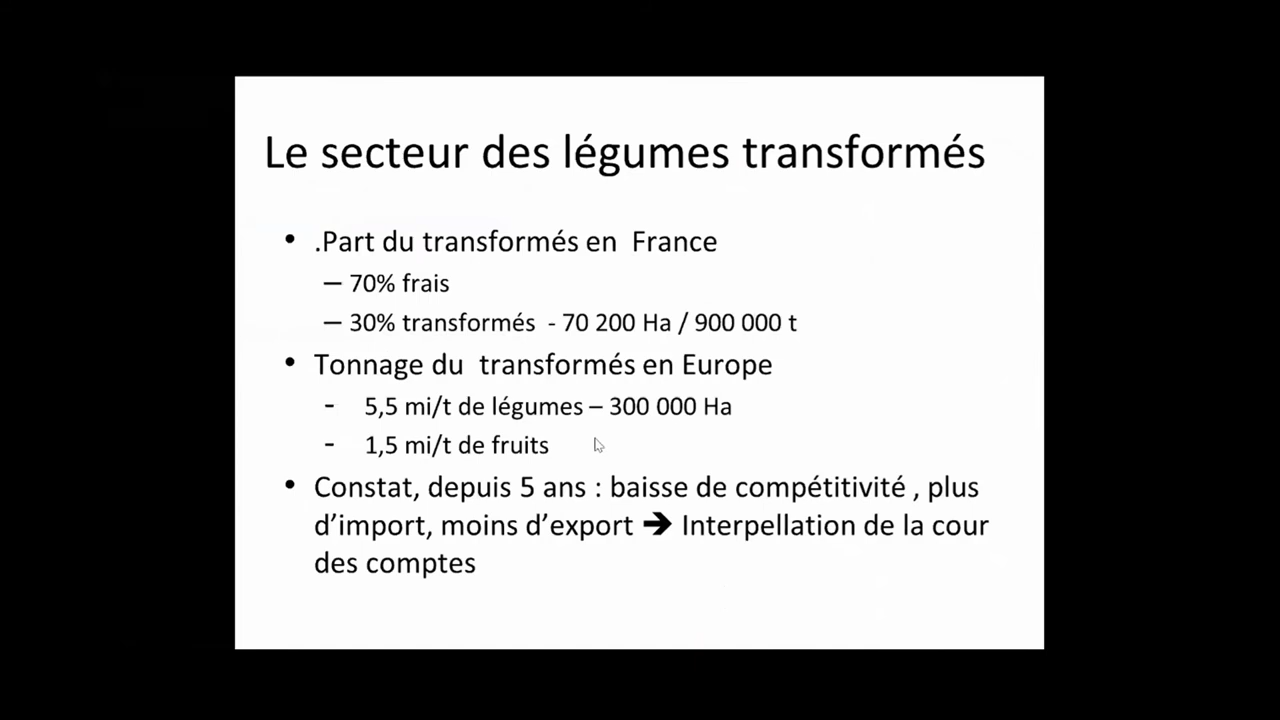 Le secteur des légumes transformés
• .Part du transformés en  France
– 70% frais
– 30% transformés  - 70 200 Ha / 900 000 t
• Tonnage du  transformés en Europe
- 5,5 mi/t de légumes – 300 000 Ha
- 1,5 mi/t de fruits
• Constat, depuis 5 ans : baisse de compétitivité , plus
d’import, moins d’export ➔ Interpellation de la cour
des comptes